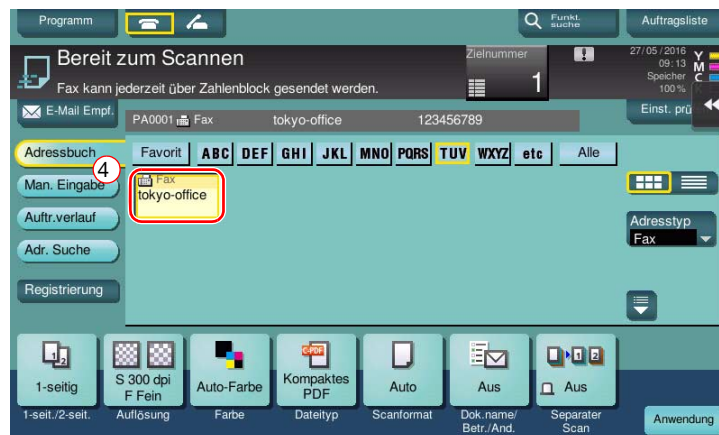 Programm
Funkt.
suche
Auftragsliste
Bereit zum Scannen
Zielnummer
1
Fax kann jederzeit über Zahlenblock gesendet werden.
27/05/2016
09:13
Speicher
100 %
Y
M
C
K
E-Mail Empf.
PA0001 Fax tokyo-office 123456789
Einst. prü
Adressbuch
Favorit ABC DEF GHI JKL MNO PQRS TUV WXYZ etc Alle
4
Man. Eingabe
Fax
tokyo-office
Auftr.verlauf
Adr. Suche
Adresstyp
Fax
Registrierung
1-seitig
S 300 dpi
F Fein
Auto-Farbe
C-PDF
Kompaktes
PDF
Auto
Aus
Aus
1-seit./2-seit.
Auflösung
Farbe
Dateityp
Scanformat
Dok.name/
Betr./And.
Separater
Scan
Anwendung